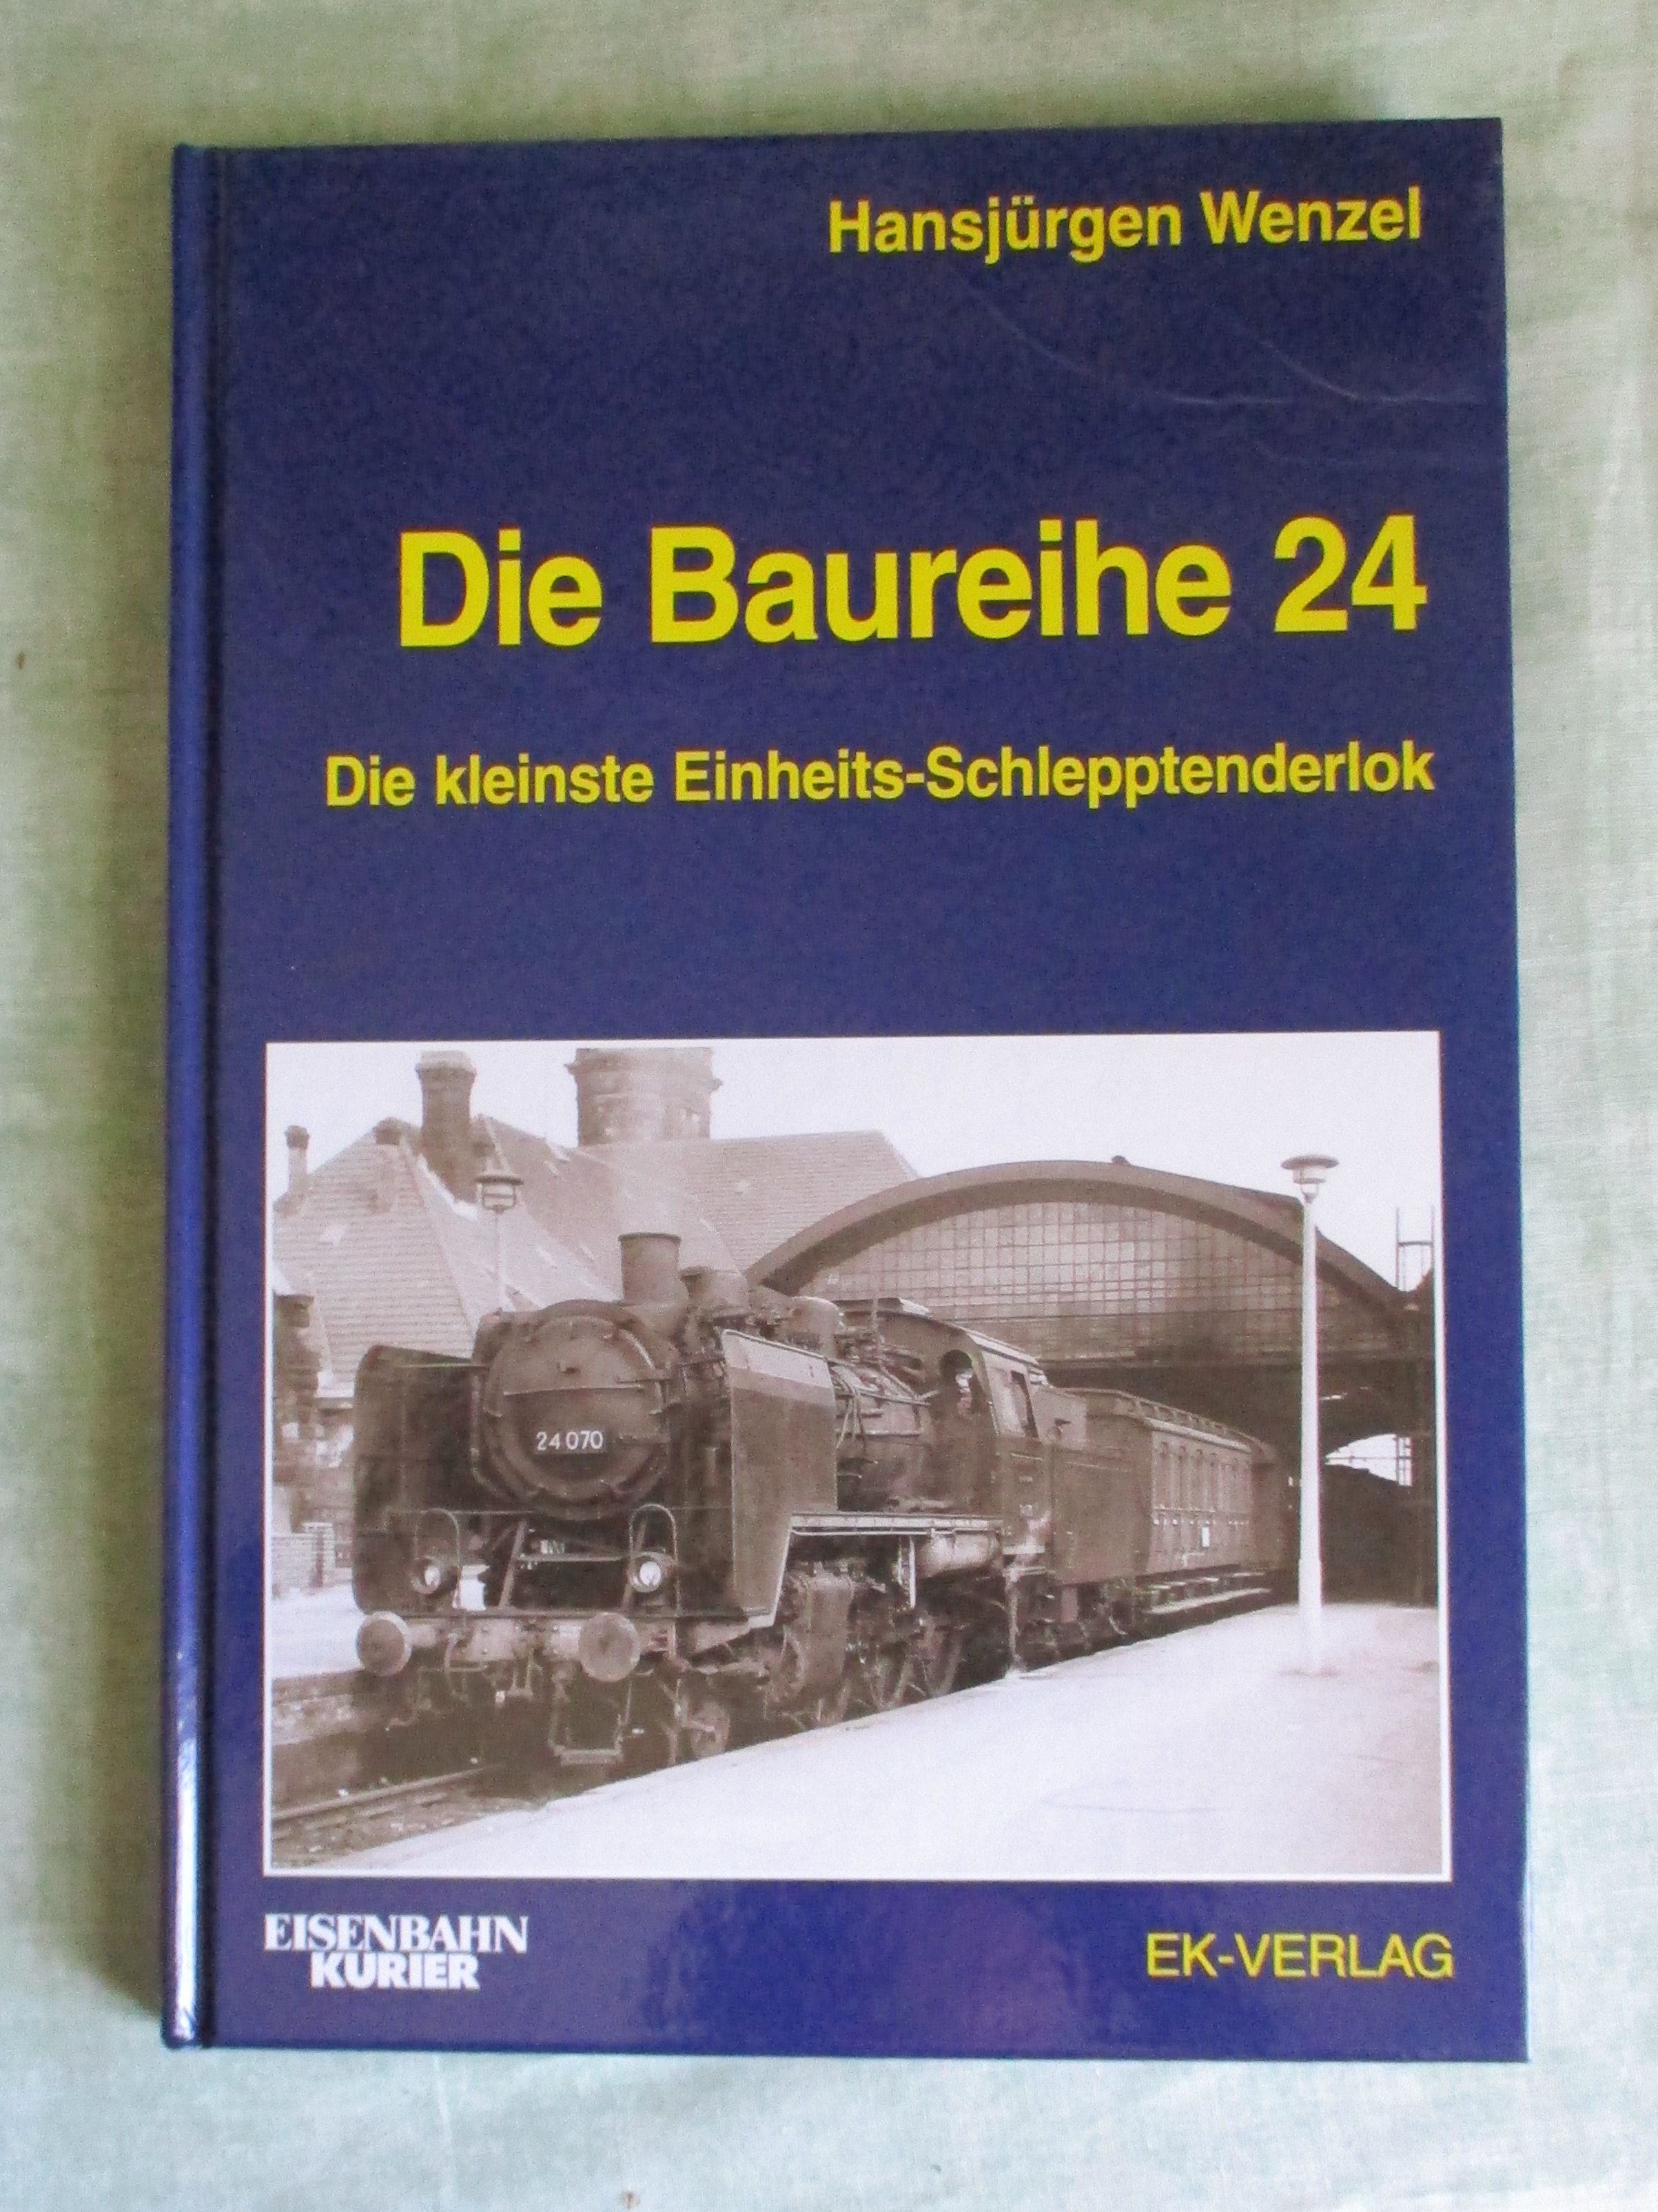 Hansjürgen Wenzel
Die Baureihe 24
Die kleinste Einheits-Schlepptenderlok
24 070
EISENBAHN
KURIER
EK-VERLAG